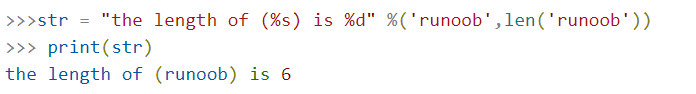 >>>str = "the length of (%s) is %d" %('runoob',len('runoob'))
>>> print(str)
the length of (runoob) is 6